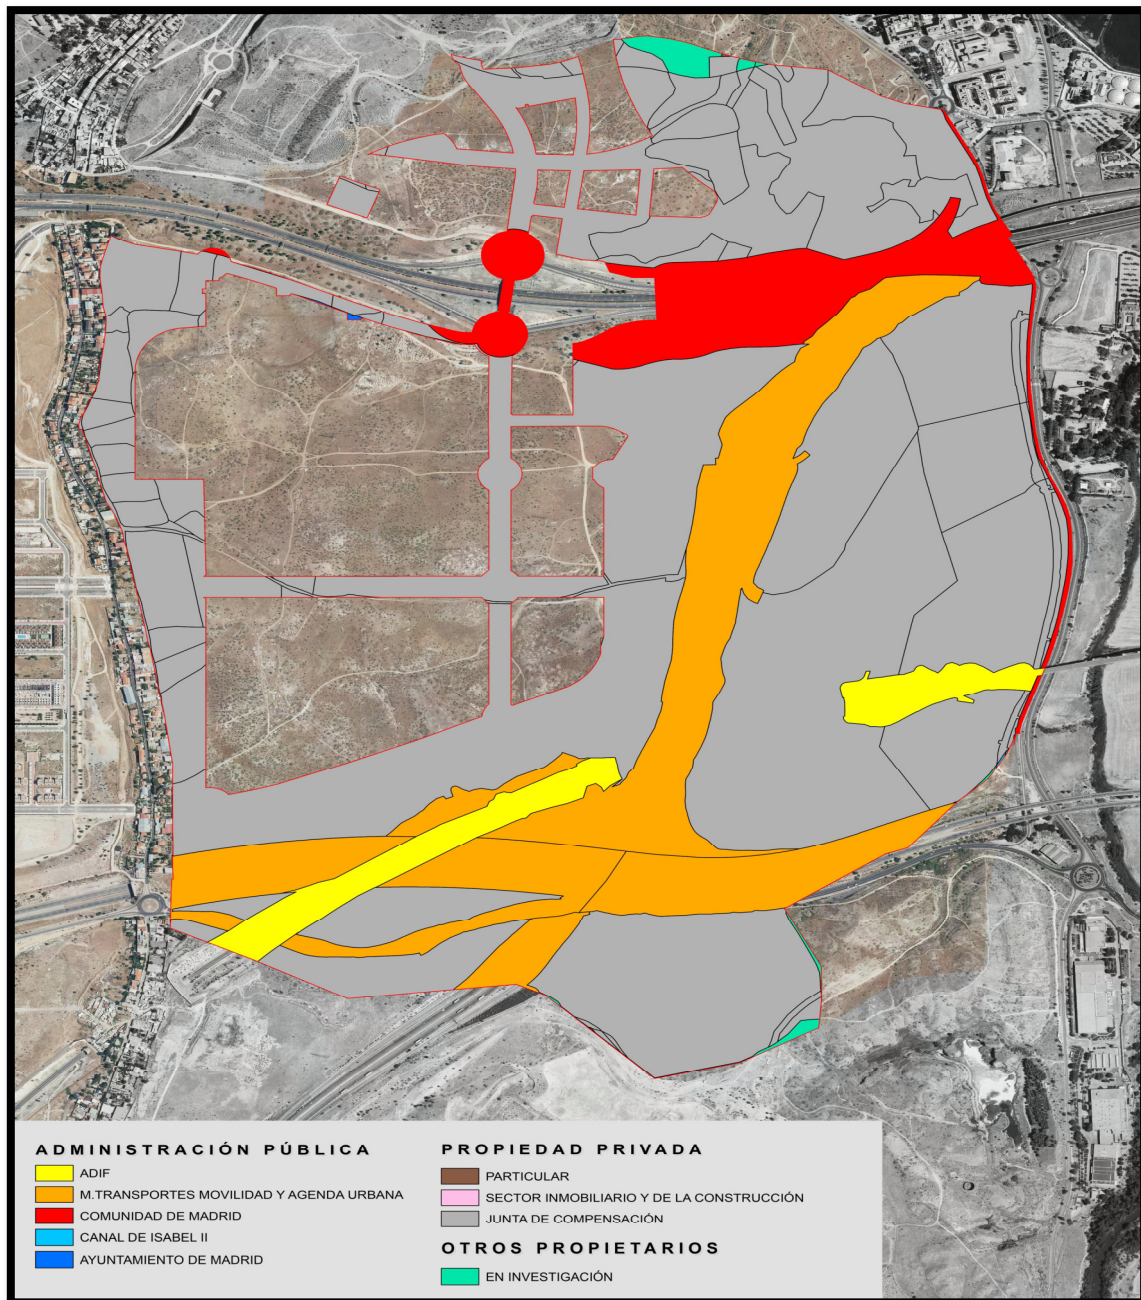 ADMINISTRACIÓN PÚBLICA
ADIF
M.TRANSPORTES MOVILIDAD Y AGENDA URBANA
COMUNIDAD DE MADRID
CANAL DE ISABEL II
AYUNTAMIENTO DE MADRID
PROPIEDAD PRIVADA
PARTICULAR
SECTOR INMOBILIARIO Y DE LA CONSTRUCCIÓN
JUNTA DE COMPENSACIÓN
OTROS PROPIETARIOS
EN INVESTIGACIÓN